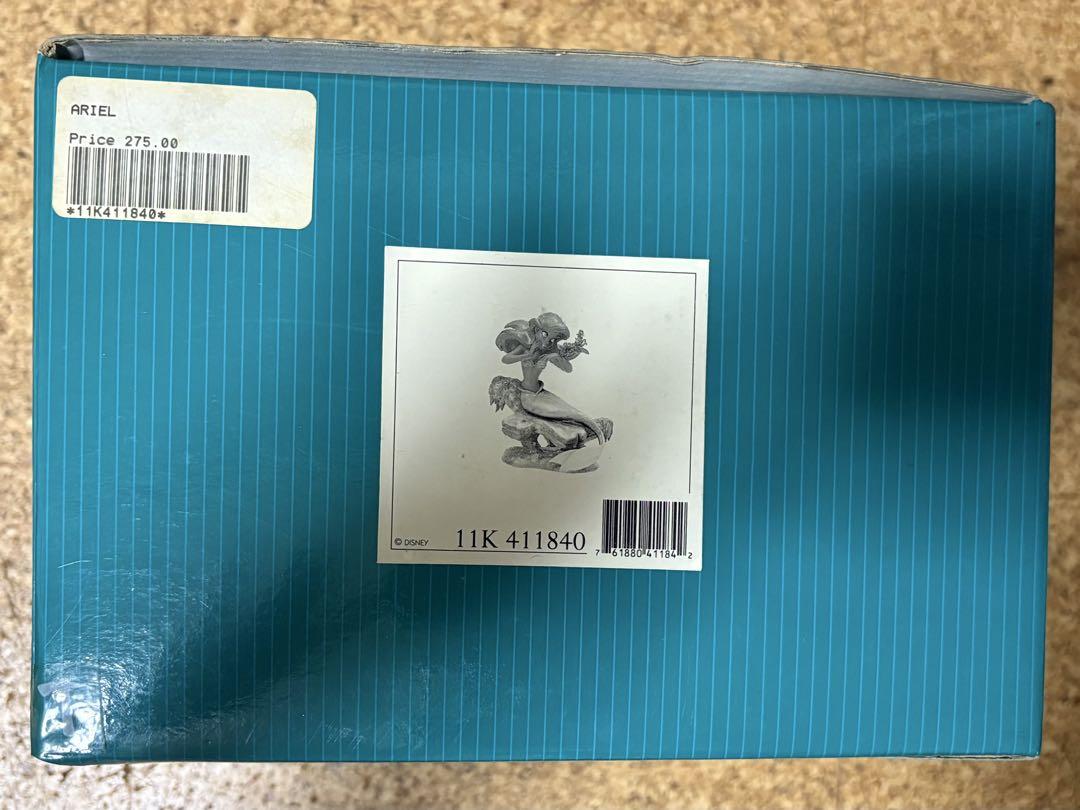 ARIEL
Price 275.00
*11K411840*
© DISNEY
11K 411840
7 61880 41184 2